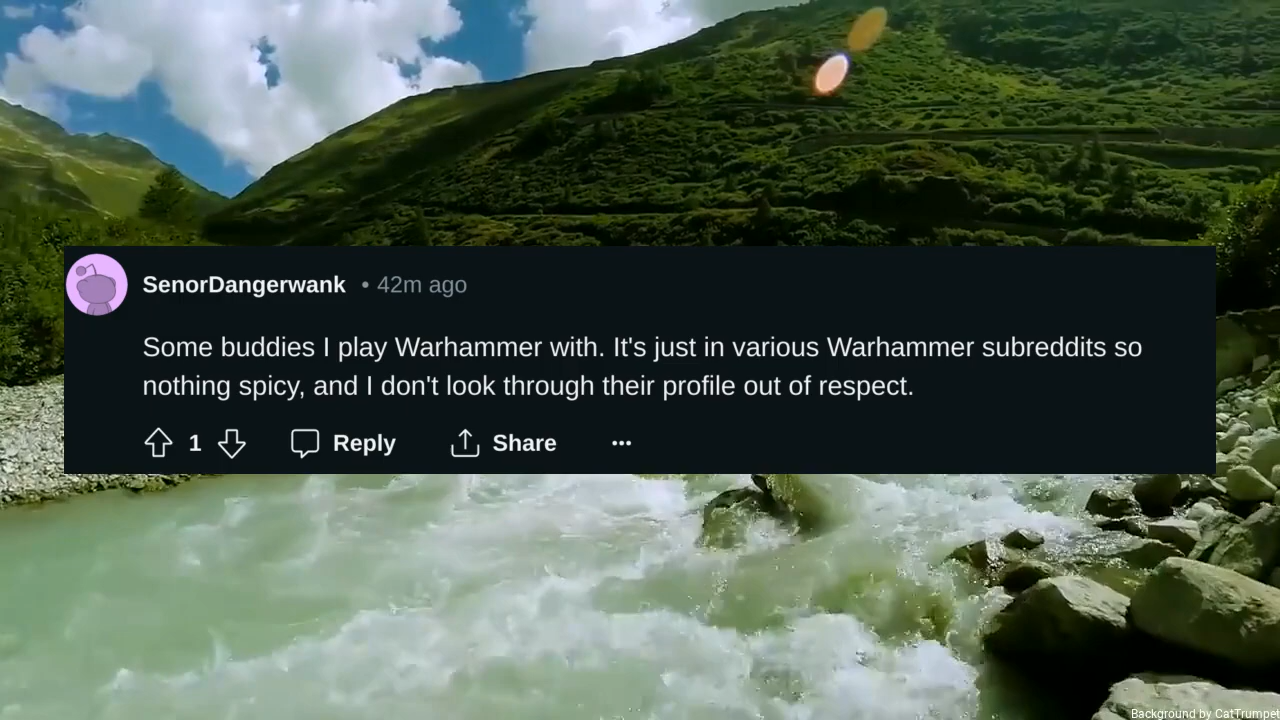 SenorDangerwank • 42m ago
Some buddies I play Warhammer with. It's just in various Warhammer subreddits so
nothing spicy, and I don't look through their profile out of respect.
1 Reply Share •••
Background by CatTrumpet